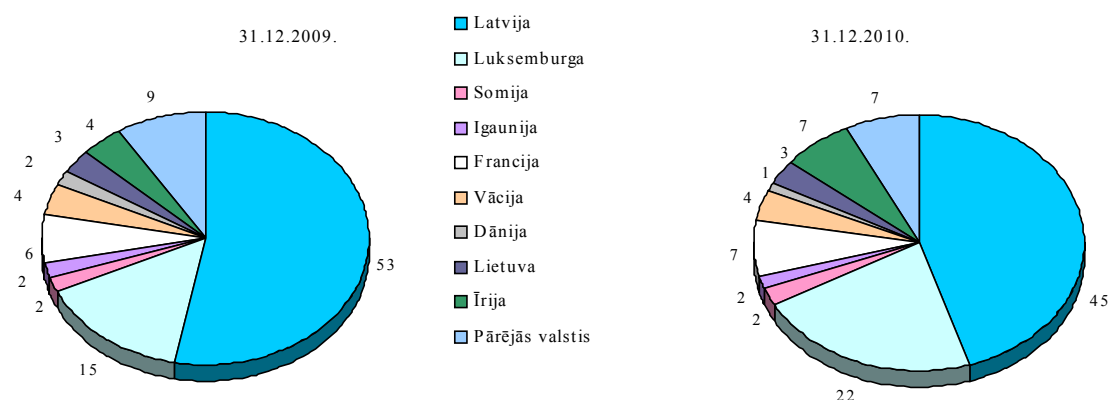 31.12.2009.
9
4
3
2
4
6
2
2
15
53
Latvija
Luksemburga
Somija
Igaunija
Francija
Vācija
Dānija
Lietuva
Īrija
Pārējās valstis
31.12.2010.
7
7
3
1
4
7
2
2
22
45